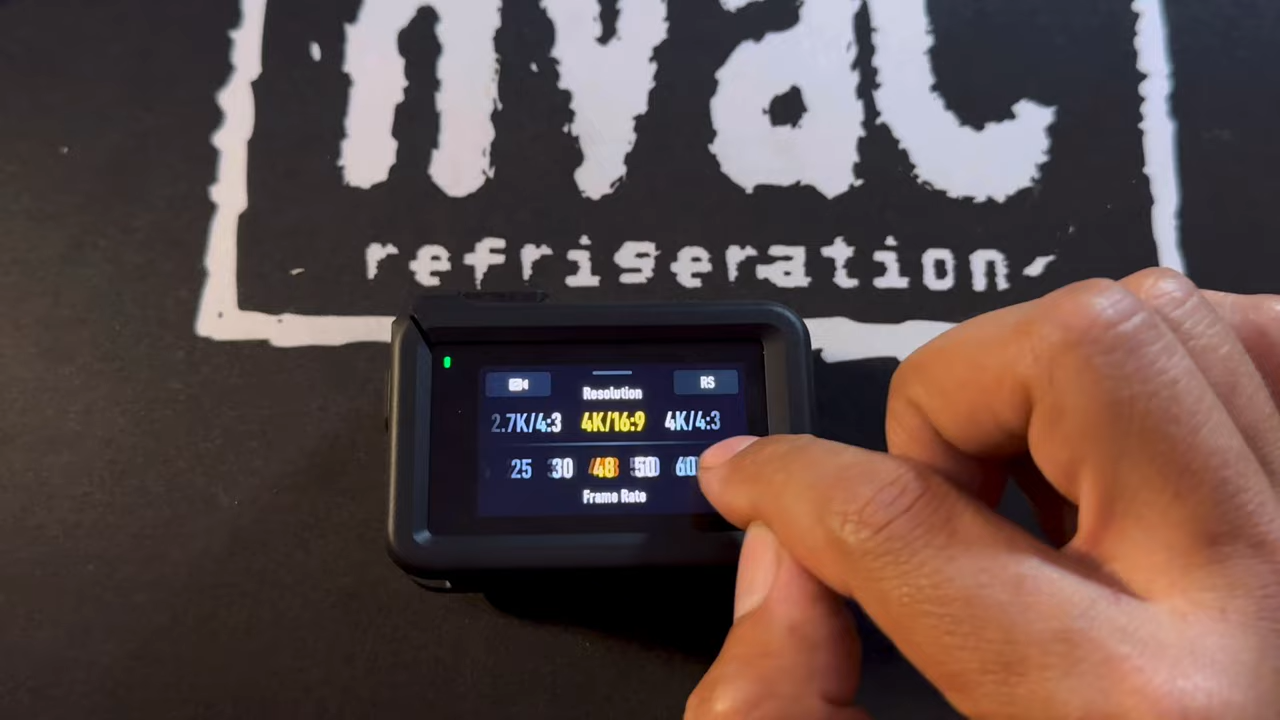 hvac
refrigeration
RS
Resolution
2.7K/4:3 4K/16:9 4K/4:3
25 30 48 50 60
Frame Rate